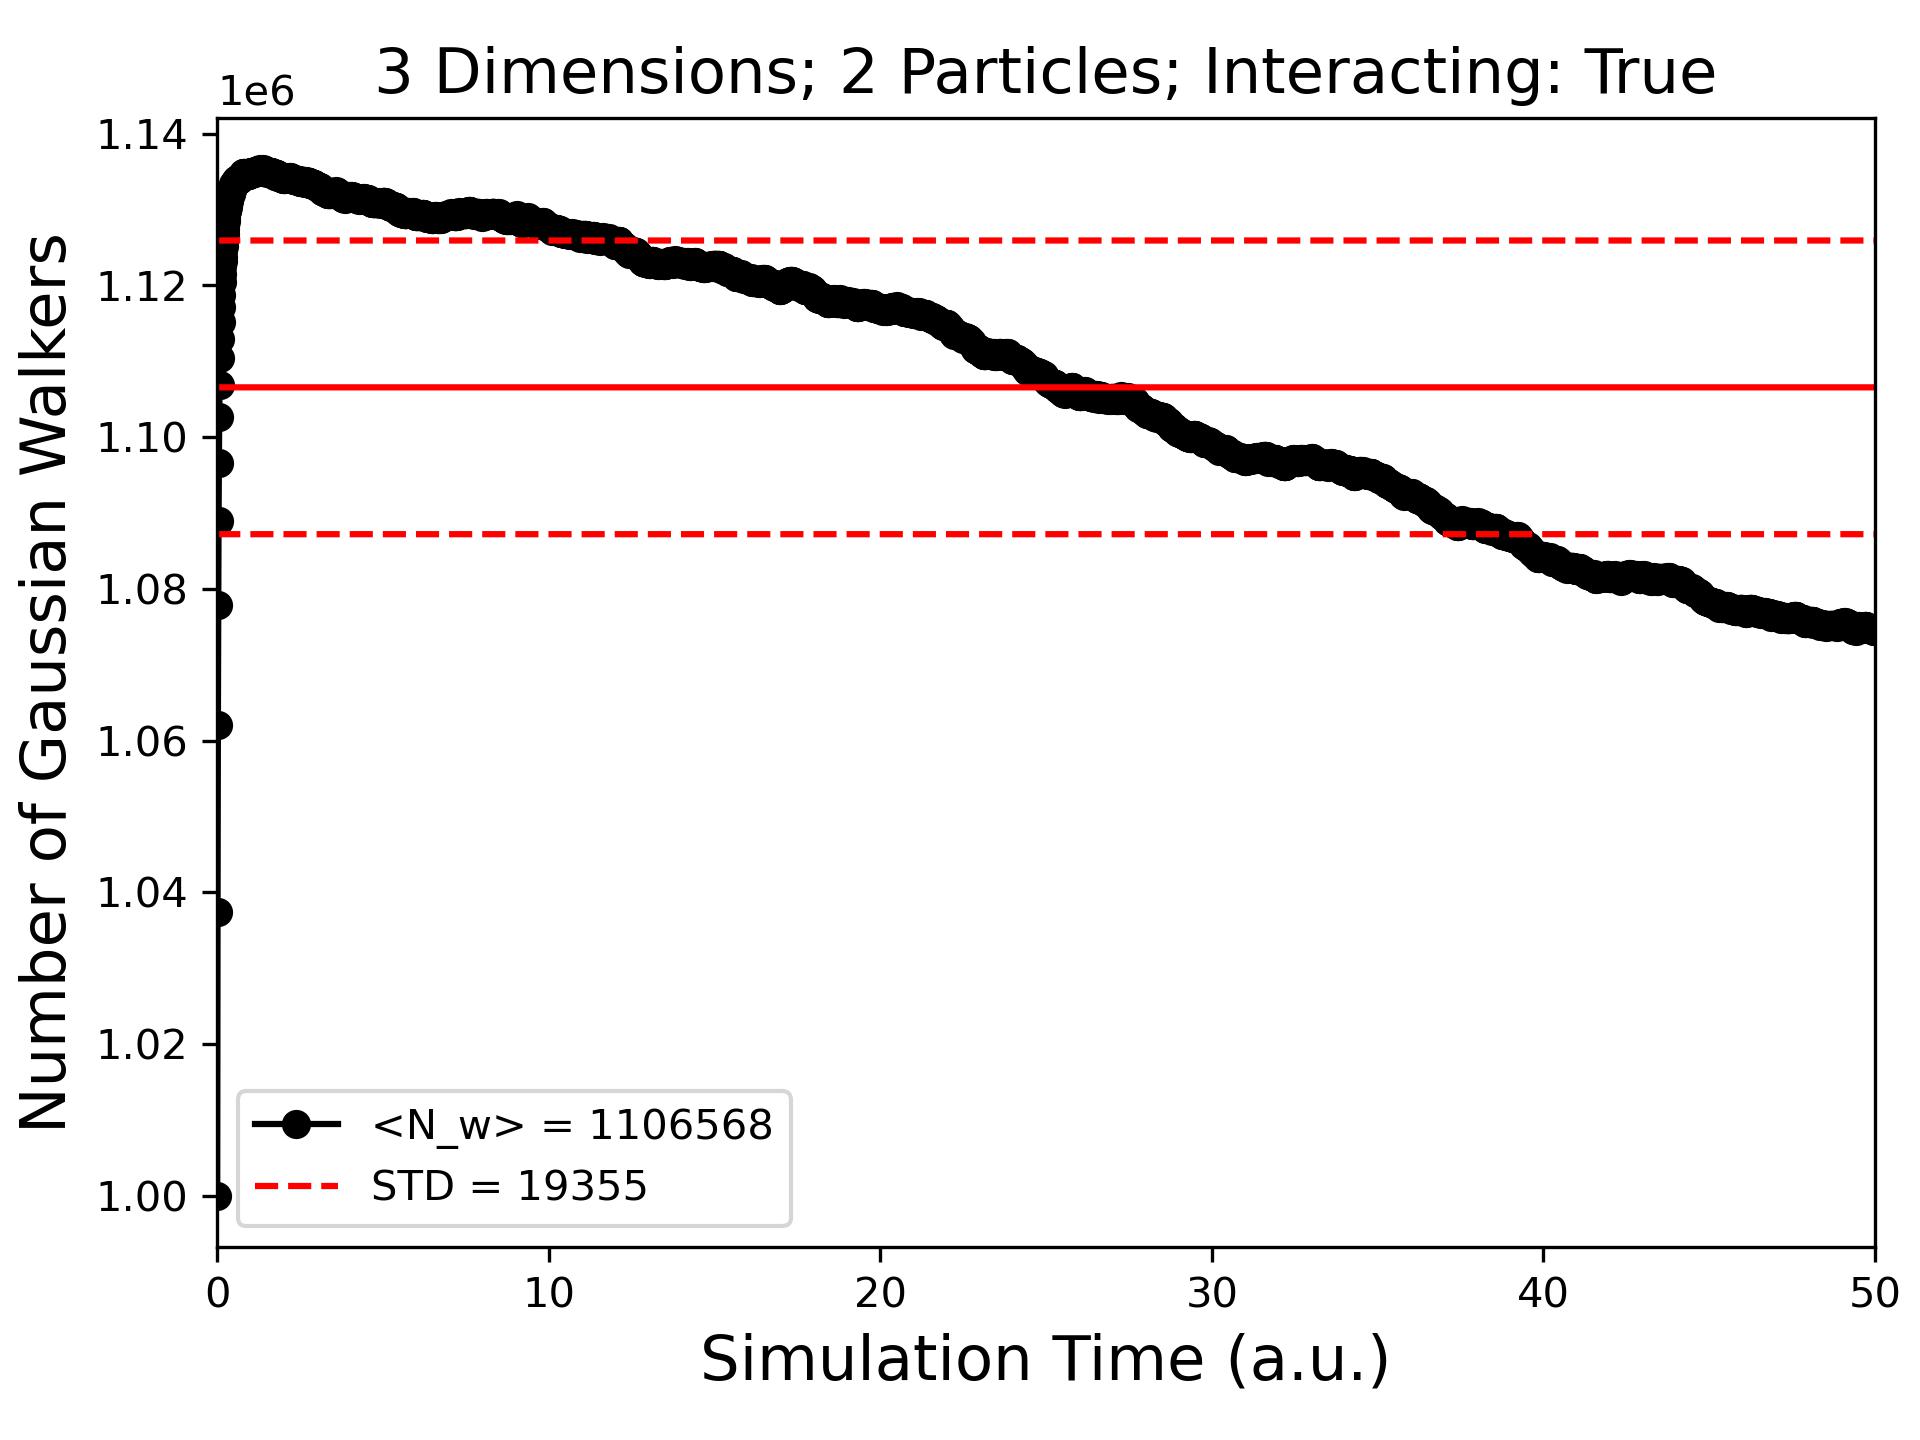 3 Dimensions; 2 Particles; Interacting: True
1e6
1.14
1.12
1.10
1.08
1.06
1.04
1.02
1.00
Number of Gaussian Walkers
<N_w> = 1106568
STD = 19355
0 10 20 30 40 50
Simulation Time (a.u.)